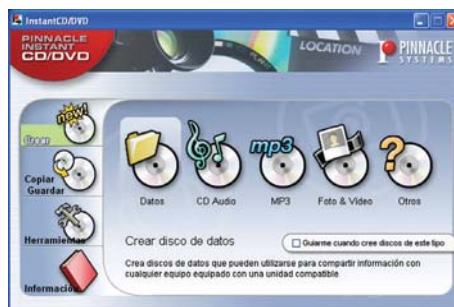 InstantCD/DVD
PINNACLE
INSTANT
CD/DVD
LOCATION
PINNACLE
SYSTEMS
new!
Crear
Copiar
Guardar
Herramientas
Información
mp3
Datos
CD Audio
MP3
Foto & Video
Otros
Crear disco de datos
Guiarme cuando cree discos de este tipo
Crea discos de datos que pueden utilizarse para compartir información con
cualquier equipo equipado con una unidad compatible